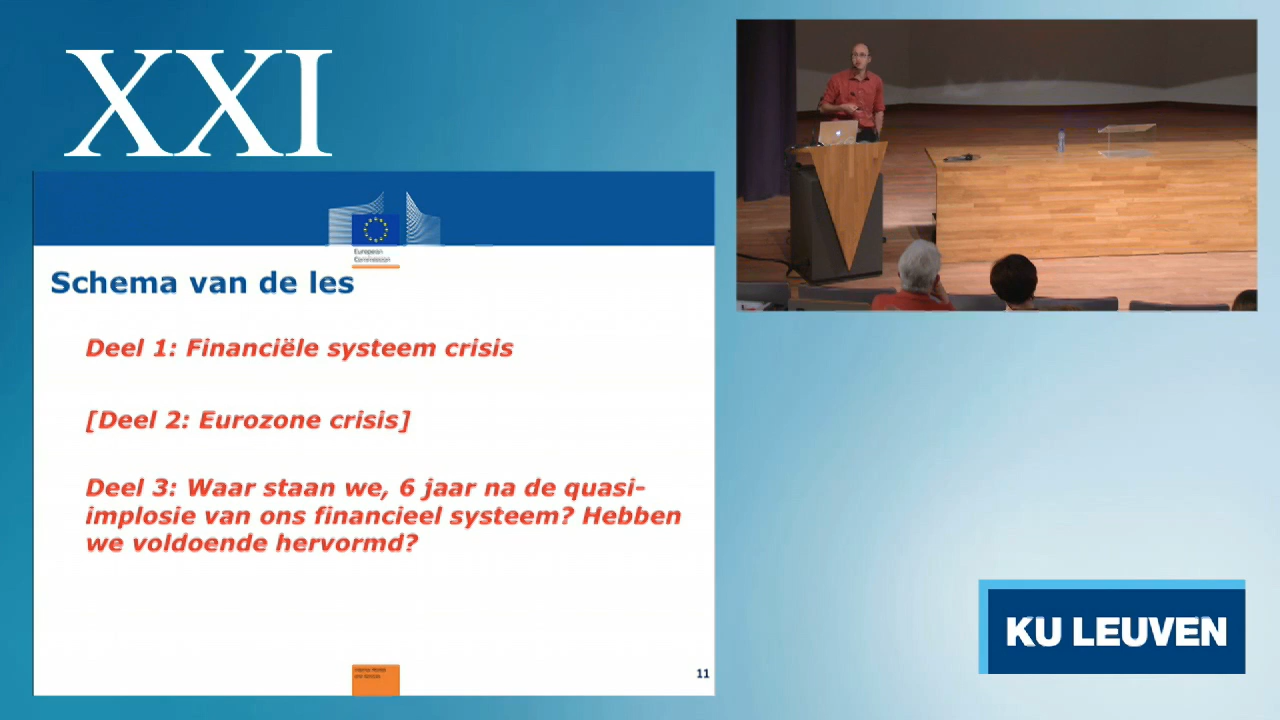 XXI
European
Commission
Schema van de les
Deel 1: Financiële systeem crisis
[Deel 2: Eurozone crisis]
Deel 3: Waar staan we, 6 jaar na de quasi-
implosie van ons financieel systeem? Hebben
we voldoende hervormd?
11
KU LEUVEN